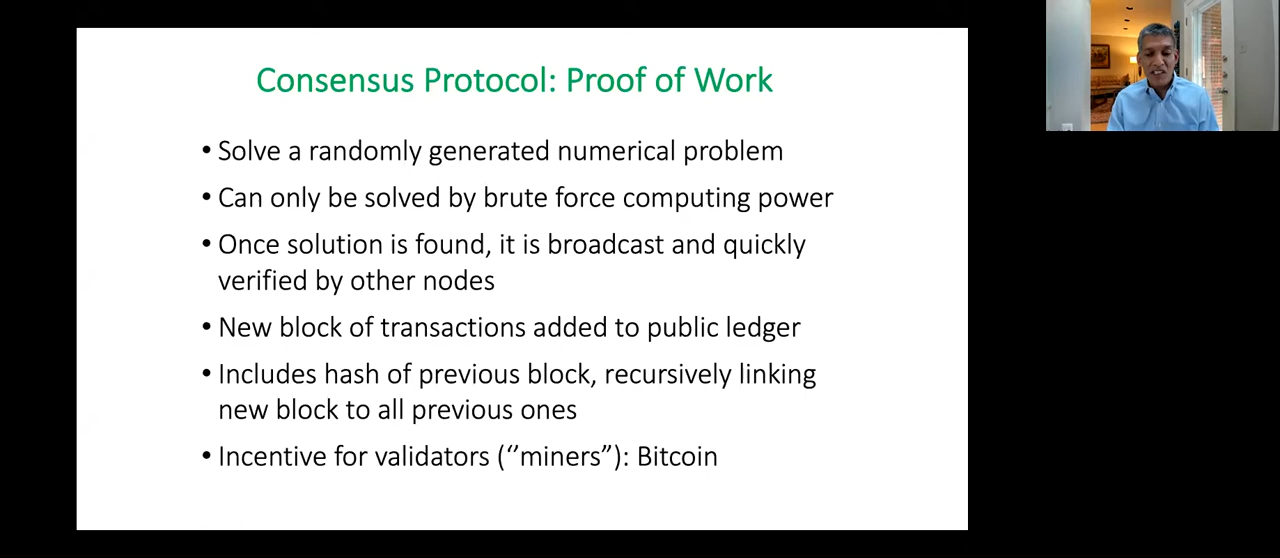 Consensus Protocol: Proof of Work
• Solve a randomly generated numerical problem
• Can only be solved by brute force computing power
• Once solution is found, it is broadcast and quickly
verified by other nodes
• New block of transactions added to public ledger
• Includes hash of previous block, recursively linking
new block to all previous ones
• Incentive for validators (‘’miners”): Bitcoin